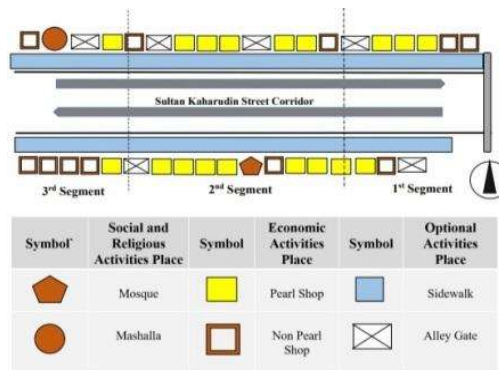 Sultan Kaharudin Street Corridor
3rd Segment 2nd Segment 1st Segment
Symbol` Social and Religious Activities Place Symbol Economic Activities Place Symbol Optional Activities Place
Mosque Pearl Shop Sidewalk
Mashalla Non Pearl Shop Alley Gate